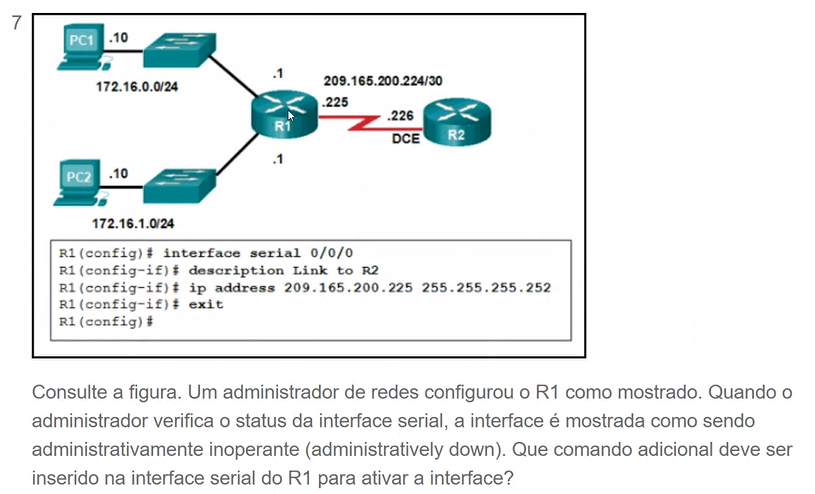 7
PC1 .10
172.16.0.0/24
.1
209.165.200.224/30
.225
R1
.226
DCE
R2
.1
PC2 .10
172.16.1.0/24
R1(config)# interface serial 0/0/0
R1(config-if)# description Link to R2
R1(config-if)# ip address 209.165.200.225 255.255.255.252
R1(config-if)# exit
R1(config)#
Consulte a figura. Um administrador de redes configurou o R1 como mostrado. Quando o
administrador verifica o status da interface serial, a interface é mostrada como sendo
administrativamente inoperante (administratively down). Que comando adicional deve ser
inserido na interface serial do R1 para ativar a interface?